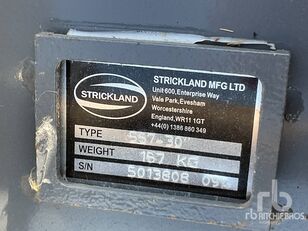 STRICKLAND MFG LTD
Unit 600, Enterprise Way
Vale Park, Evesham
Worcestershire
England, WR11 1GT
+44(0) 1386 860 349
STRICKLAND
TYPE
WEIGHT 167 KG
S/N
rb
RITCHIE BROS